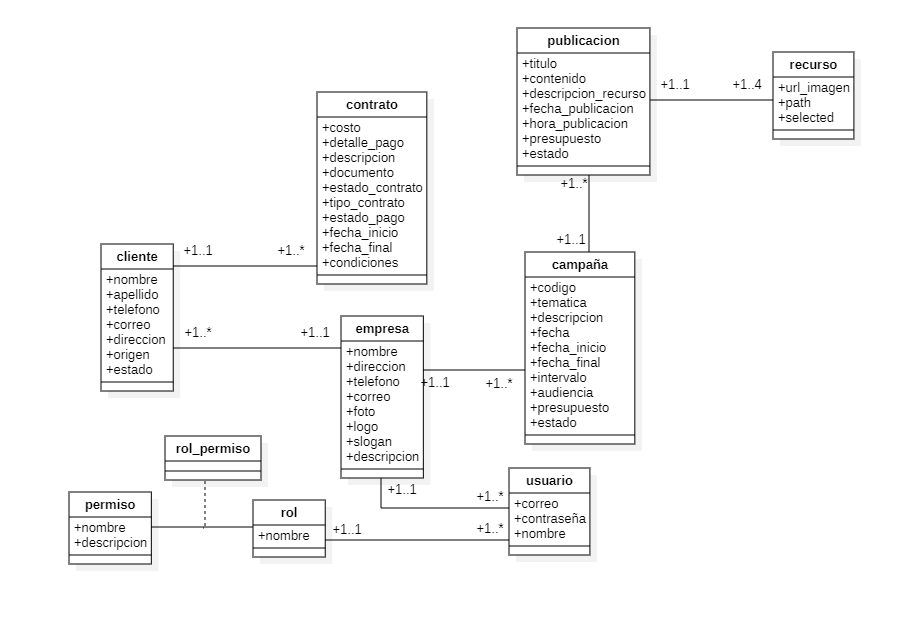 publicacion
+titulo
+contenido
+descripcion_recurso
+fecha_publicacion
+hora_publicacion
+presupuesto
+estado
+1..1
+1..4
recurso
+url_imagen
+path
+selected
contrato
+costo
+detalle_pago
+descripcion
+documento
+estado_contrato
+tipo_contrato
+estado_pago
+fecha_inicio
+fecha_final
+condiciones
+1..*
+1..1
cliente
+nombre
+apellido
+telefono
+correo
+direccion
+origen
+estado
+1..1
+1..*
+1..*
+1..1
empresa
+nombre
+direccion
+telefono
+correo
+foto
+logo
+slogan
+descripcion
+1..1
+1..*
campaña
+codigo
+tematica
+descripcion
+fecha
+fecha_inicio
+fecha_final
+intervalo
+audiencia
+presupuesto
+estado
rol_permiso
permiso
+nombre
+descripcion
rol
+nombre
+1..1
+1..*
+1..1
+1..*
usuario
+correo
+contraseña
+nombre